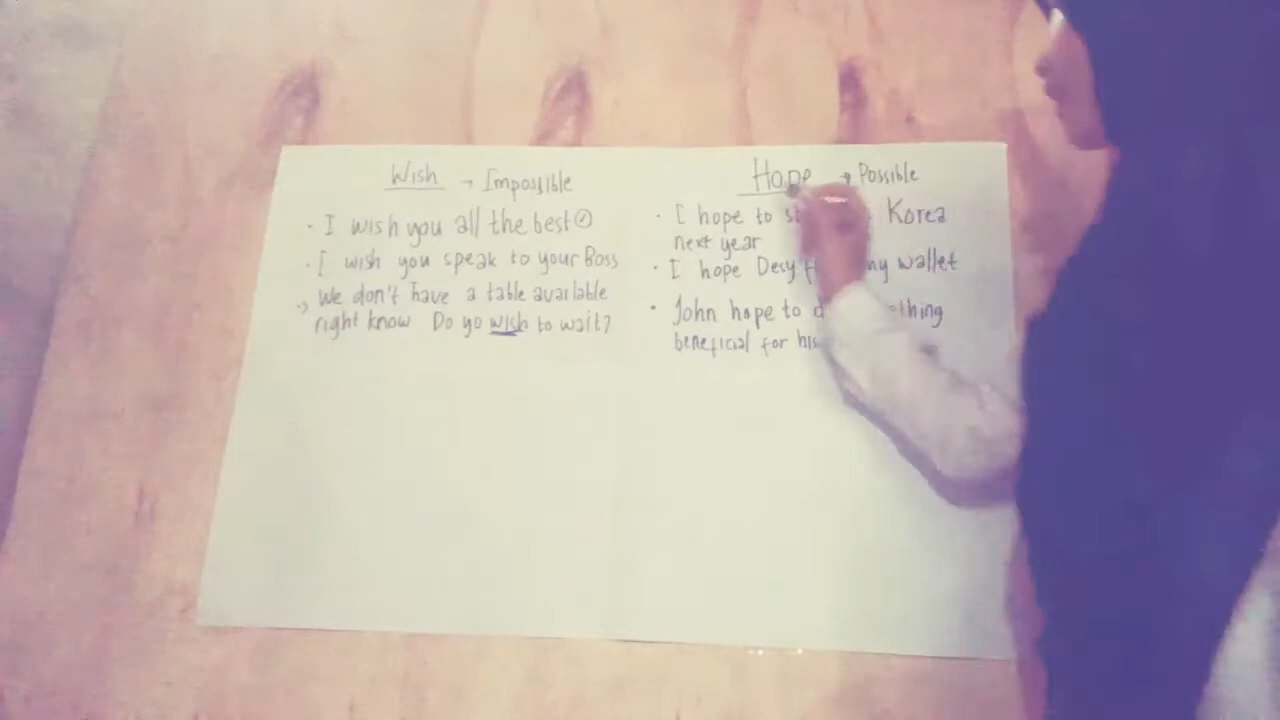 Wish → Impossible
• I wish you all the best
• I wish you speak to your Boss
We don't have a table available
right know Do yo wish to wait?
Hope → Possible
• I hope to Korea
next year
• I hope Desy my wallet
• John hope to
beneficial for his